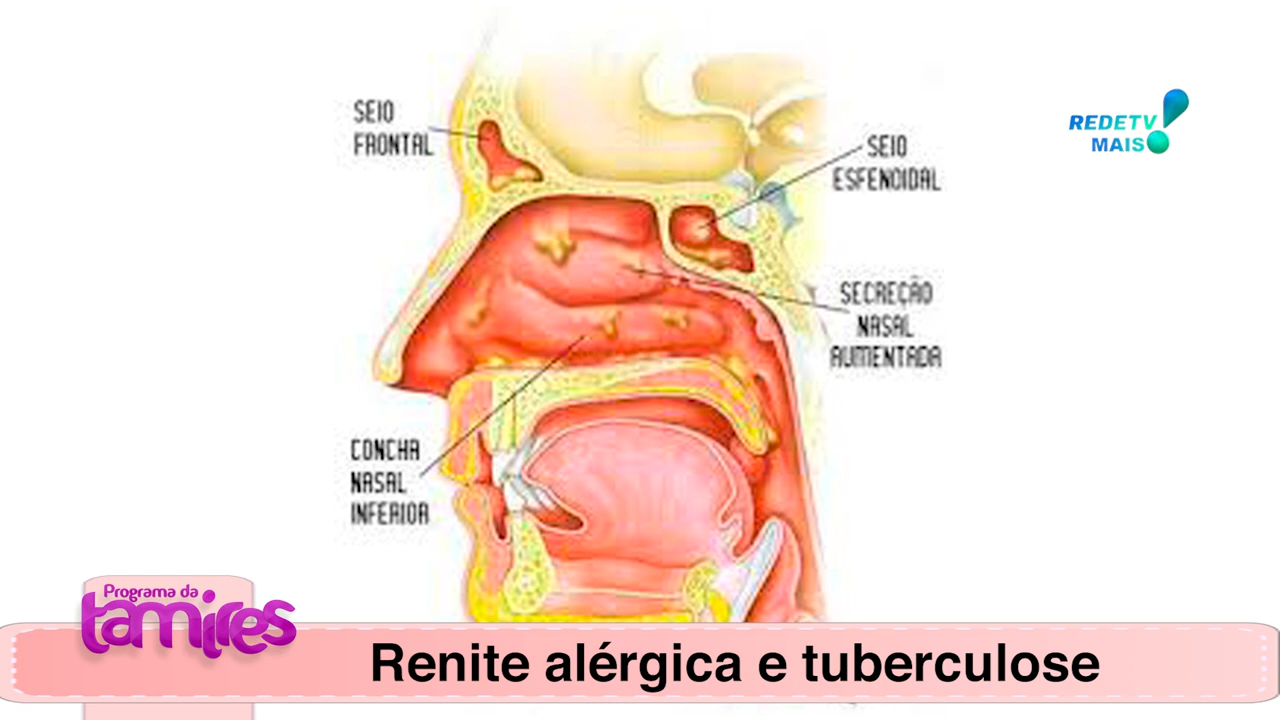 SEIO
FRONTAL
REDETV
MAIS
SEIO
ESFENOIDAL
SECREÇÃO
NASAL
AUMENTADA
CONCHA
NASAL
INFERIOR
Programa da
tamires
Renite alérgica e tuberculose